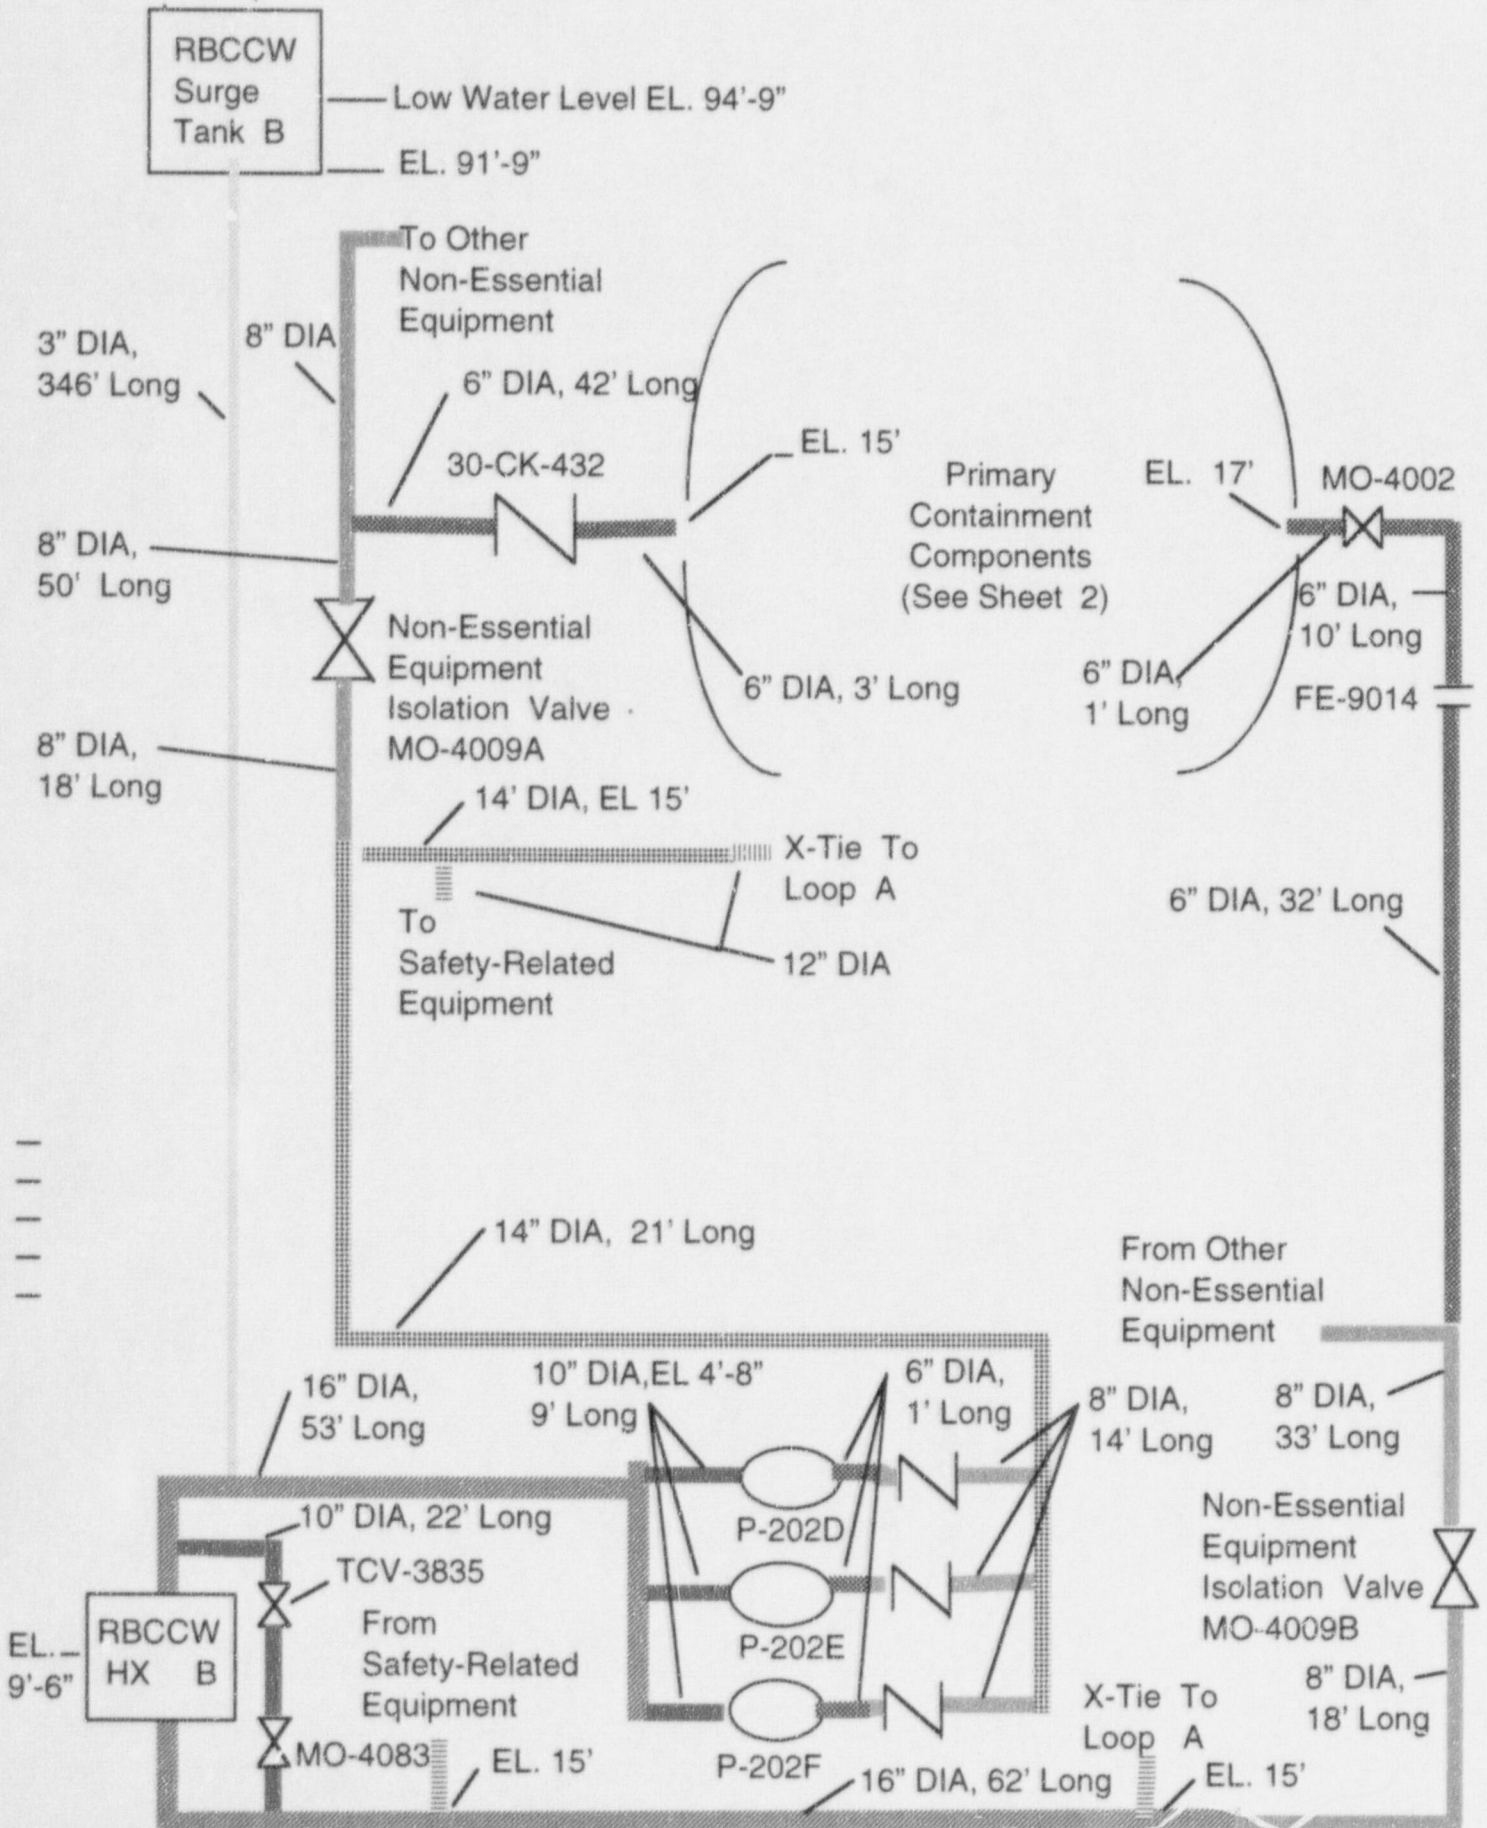 RBCCW
Surge
Tank B
Low Water Level EL. 94'-9"
EL. 91'-9"
To Other
Non-Essential
Equipment
3" DIA,
346' Long
8" DIA
6" DIA, 42' Long
30-CK-432
EL. 15'
Primary
Containment
Components
(See Sheet 2)
EL. 17'
MO-4002
8" DIA,
50' Long
Non-Essential
Equipment
Isolation Valve
MO-4009A
6" DIA, 3' Long
6" DIA,
1' Long
6" DIA,
10' Long
FE-9014
8" DIA,
18' Long
14' DIA, EL 15'
X-Tie To
Loop A
To
Safety-Related
Equipment
12" DIA
6" DIA, 32' Long
14" DIA, 21' Long
From Other
Non-Essential
Equipment
16" DIA,
53' Long
10" DIA,EL 4'-8"
9' Long
6" DIA,
1' Long
8" DIA,
14' Long
8" DIA,
33' Long
P-202D
10" DIA, 22' Long
TCV-3835
From
Safety-Related
Equipment
P-202E
Non-Essential
Equipment
Isolation Valve
MO-4009B
EL.
9'-6"
RBCCW
HX B
MO-4083
EL. 15'
P-202F
16" DIA, 62' Long
X-Tie To
Loop A
EL. 15'
8" DIA,
18' Long